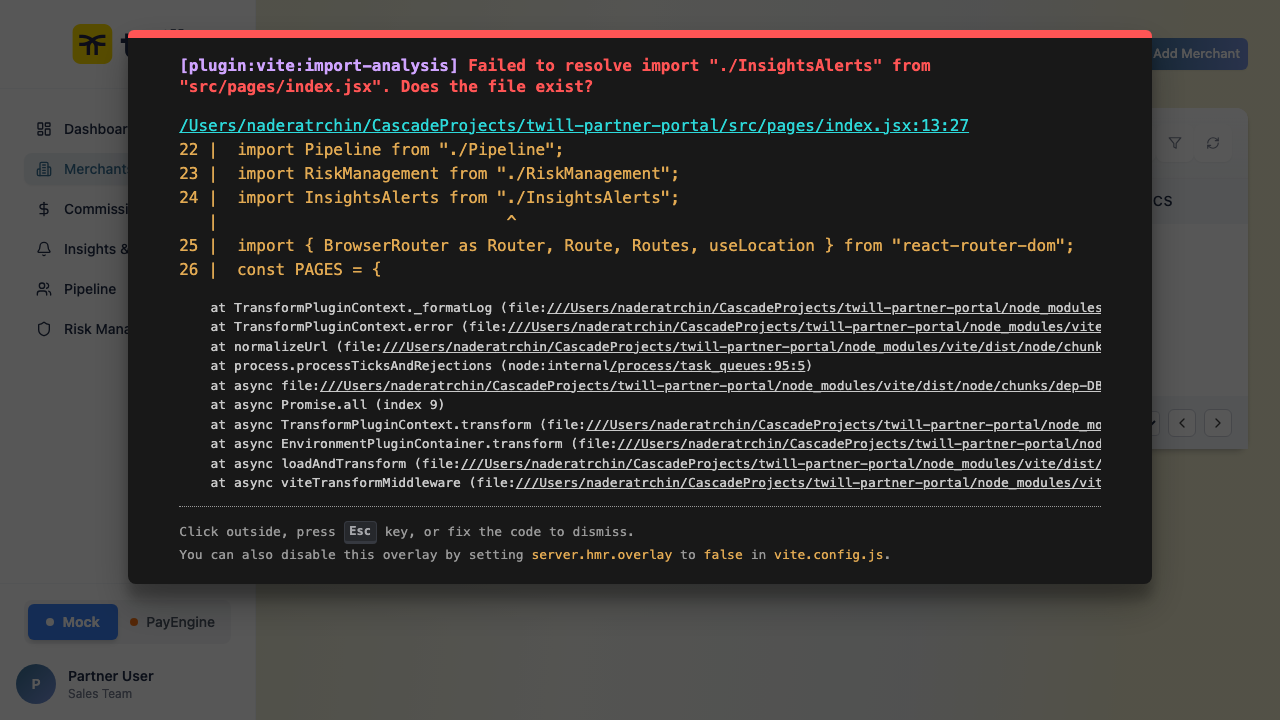 [plugin:vite:import-analysis] Failed to resolve import "./InsightsAlerts" from
"src/pages/index.jsx". Does the file exist?
/Users/naderatrchin/CascadeProjects/twill-partner-portal/src/pages/index.jsx:13:27
22 |  import Pipeline from "./Pipeline";
23 |  import RiskManagement from "./RiskManagement";
24 |  import InsightsAlerts from "./InsightsAlerts";
   |                              ^
25 |  import { BrowserRouter as Router, Route, Routes, useLocation } from "react-router-dom";
26 |  const PAGES = {
at TransformPluginContext._formatLog (file:///Users/naderatrchin/CascadeProjects/twill-partner-portal/node_modules
at TransformPluginContext.error (file:///Users/naderatrchin/CascadeProjects/twill-partner-portal/node_modules/vite
at normalizeUrl (file:///Users/naderatrchin/CascadeProjects/twill-partner-portal/node_modules/vite/dist/node/chunk
at process.processTicksAndRejections (node:internal/process/task_queues:95:5)
at async file:///Users/naderatrchin/CascadeProjects/twill-partner-portal/node_modules/vite/dist/node/chunks/dep-DB
at async Promise.all (index 9)
at async TransformPluginContext.transform (file:///Users/naderatrchin/CascadeProjects/twill-partner-portal/node_mo
at async EnvironmentPluginContainer.transform (file:///Users/naderatrchin/CascadeProjects/twill-partner-portal/nod
at async loadAndTransform (file:///Users/naderatrchin/CascadeProjects/twill-partner-portal/node_modules/vite/dist/
at async viteTransformMiddleware (file:///Users/naderatrchin/CascadeProjects/twill-partner-portal/node_modules/vit
Click outside, press Esc key, or fix the code to dismiss.
You can also disable this overlay by setting server.hmr.overlay to false in vite.config.js.
Add Merchant
Dashboar
Merchants
Commissi
Insights &
Pipeline
Risk Mana
CS
Mock
PayEngine
P
Partner User
Sales Team